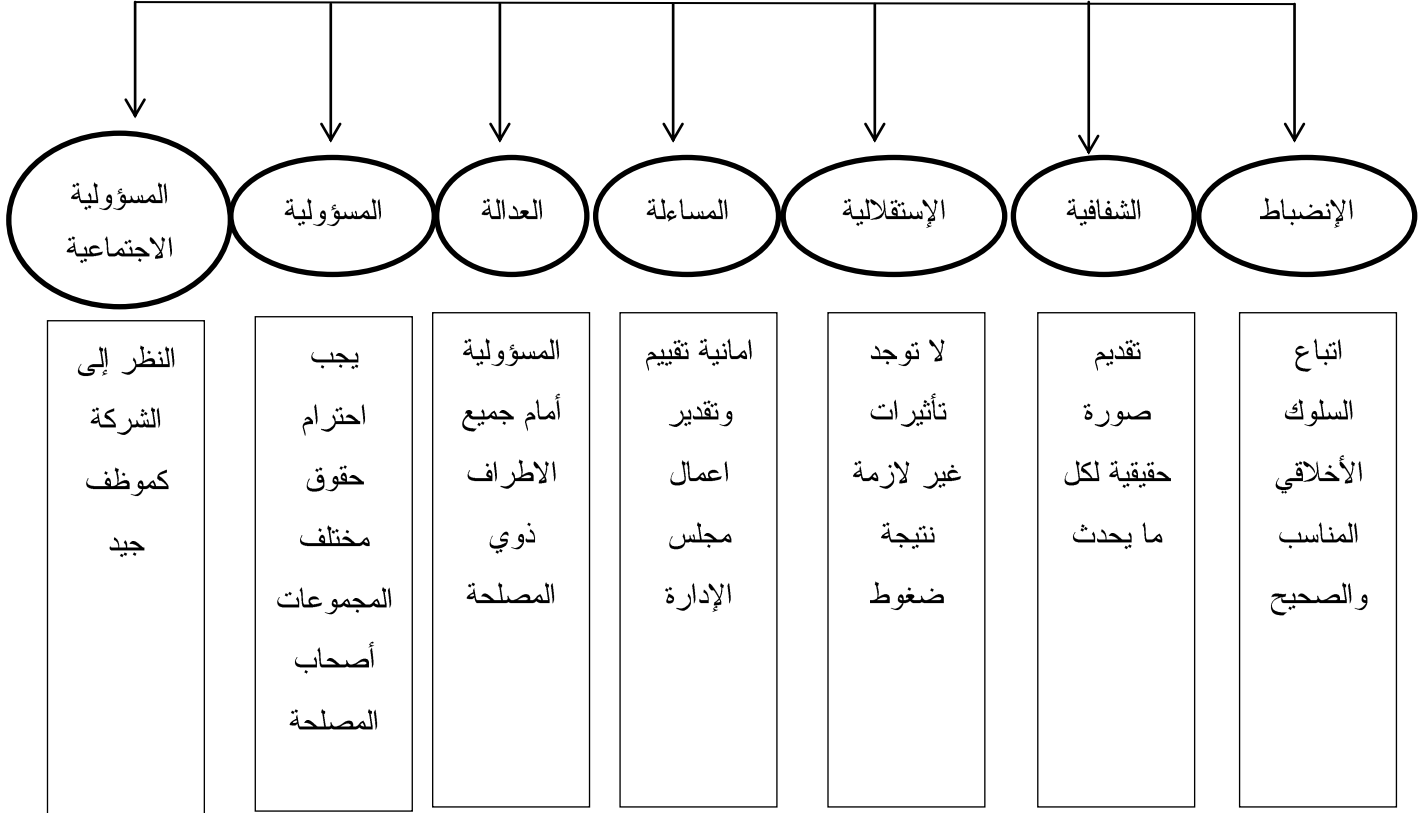 الإنضباط
الشفافية
الإستقلالية
المساءلة
العدالة
المسؤولية
المسؤولية
الاجتماعية
اتباع
السلوك
الأخلاقي
المناسب
والصحيح
تقديم
صورة
حقيقية لكل
ما يحدث
لا توجد
تأثيرات
غير لازمة
نتيجة
ضغوط
امانية تقييم
وتقدير
اعمال
مجلس
الإدارة
المسؤولية
أمام جميع
الاطراف
ذوي
المصلحة
يجب
احترام
حقوق
مختلف
المجموعات
أصحاب
المصلحة
النظر إلى
الشركة
كموظف
جيد